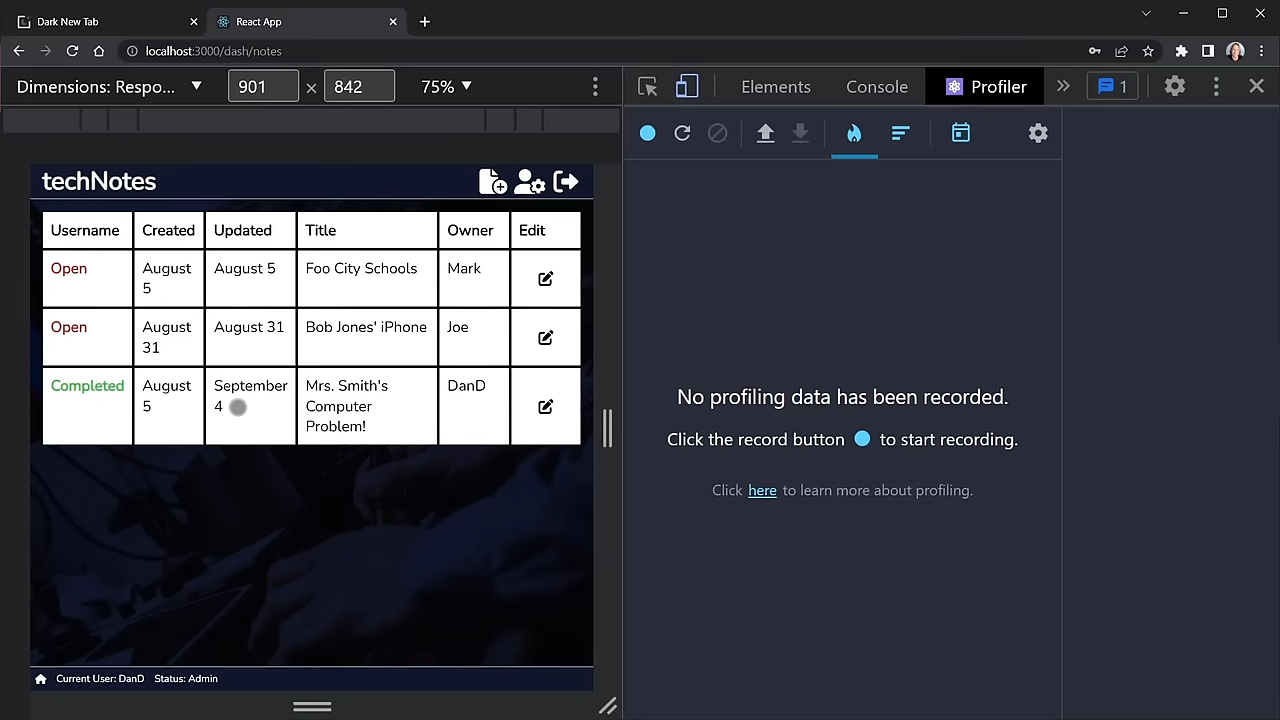 Dark New Tab
React App
localhost:3000/dash/notes
Dimensions: Respo... ▼ 901 × 842 75% ▼
Elements Console Profiler 1
techNotes
Username Created Updated Title Owner Edit
Open August 5 August 5 Foo City Schools Mark
Open August 31 August 31 Bob Jones' iPhone Joe
Completed August 5 September 4 Mrs. Smith's Computer Problem! DanD
Current User: DanD Status: Admin
No profiling data has been recorded.
Click the record button to start recording.
Click here to learn more about profiling.